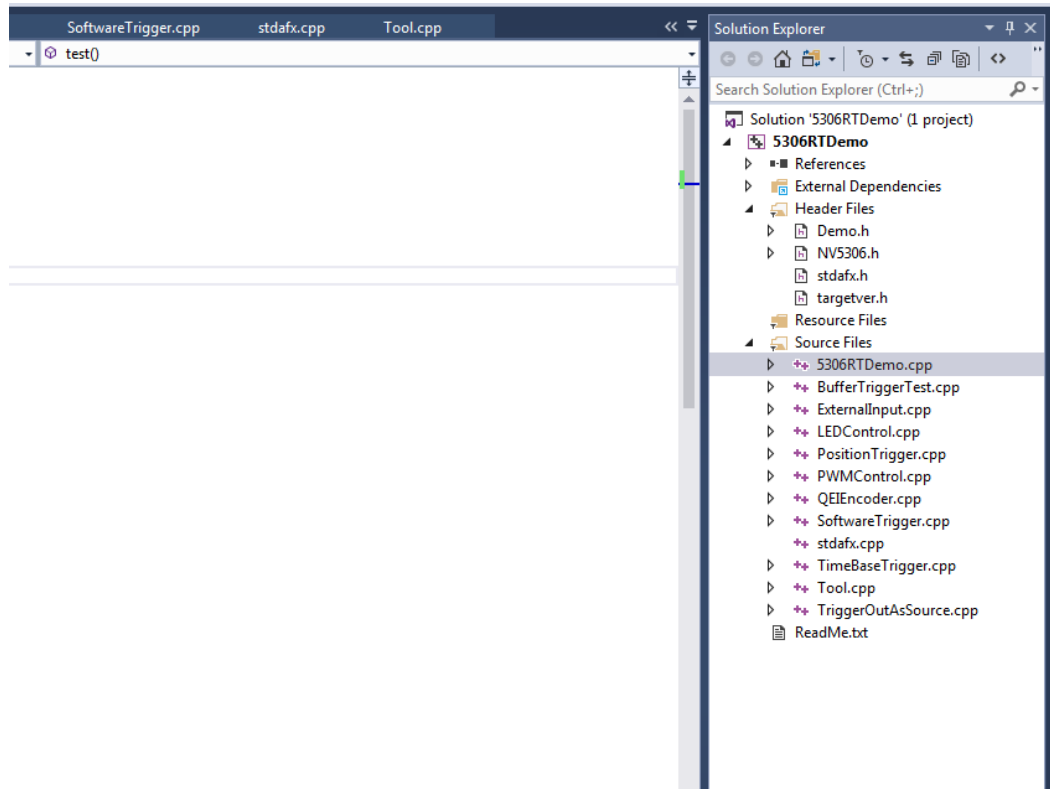 SoftwareTrigger.cpp stdafx.cpp Tool.cpp
test()
Solution Explorer
Search Solution Explorer (Ctrl+;)
Solution '5306RTDemo' (1 project)
5306RTDemo
References
External Dependencies
Header Files
Demo.h
NV5306.h
stdafx.h
targetver.h
Resource Files
Source Files
5306RTDemo.cpp
BufferTriggerTest.cpp
ExternalInput.cpp
LEDControl.cpp
PositionTrigger.cpp
PWMControl.cpp
QEIEncoder.cpp
SoftwareTrigger.cpp
stdafx.cpp
TimeBaseTrigger.cpp
Tool.cpp
TriggerOutAsSource.cpp
ReadMe.txt